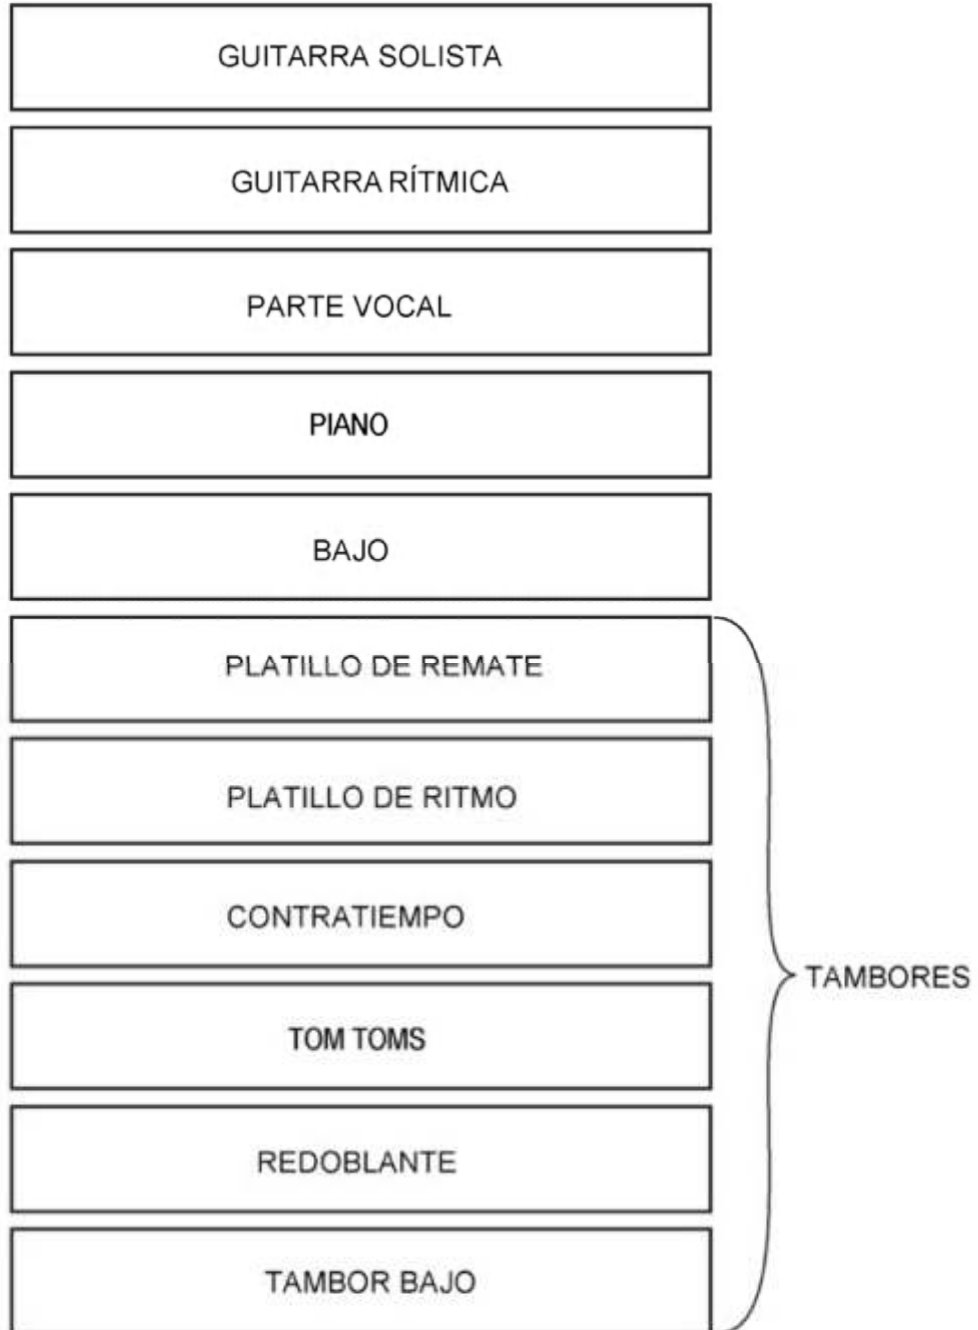 GUITARRA SOLISTA
GUITARRA RÍTMICA
PARTE VOCAL
PIANO
BAJO
PLATILLO DE REMATE
PLATILLO DE RITMO
CONTRATIEMPO
TOM TOMS
REDOBLANTE
TAMBOR BAJO
TAMBORES